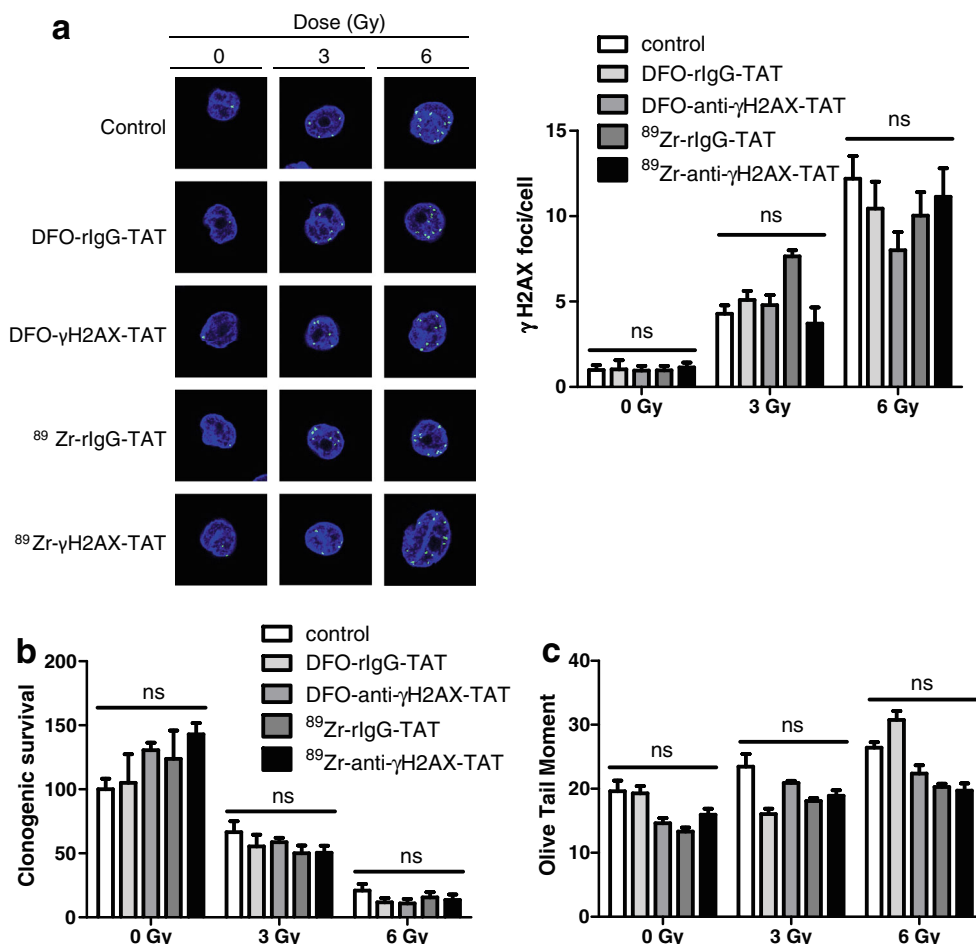 a
Dose (Gy)
0 3 6
Control
DFO-rIgG-TAT
DFO-γH2AX-TAT
89 Zr-rIgG-TAT
89 Zr-γH2AX-TAT
control
DFO-rIgG-TAT
DFO-anti-γH2AX-TAT
89Zr-rIgG-TAT
89Zr-anti-γH2AX-TAT
γ H2AX foci/cell
15
10
5
0
ns
ns
ns
0 Gy 3 Gy 6 Gy
b
control
DFO-rIgG-TAT
DFO-anti-γH2AX-TAT
89Zr-rIgG-TAT
89Zr-anti-γH2AX-TAT
Clonogenic survival
200
150
100
50
0
ns
ns
ns
0 Gy 3 Gy 6 Gy
c
Olive Tail Moment
40
30
20
10
0
ns
ns
ns
0 Gy 3 Gy 6 Gy